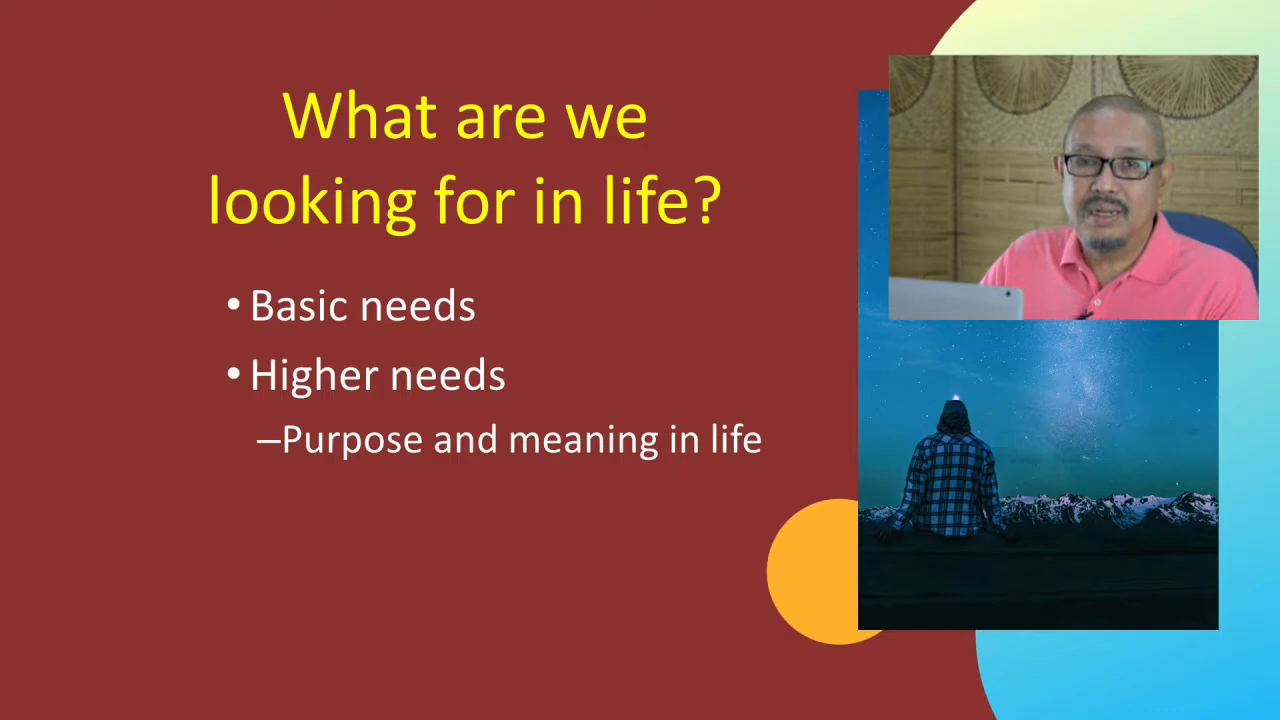 What are we
looking for in life?
• Basic needs
• Higher needs
–Purpose and meaning in life